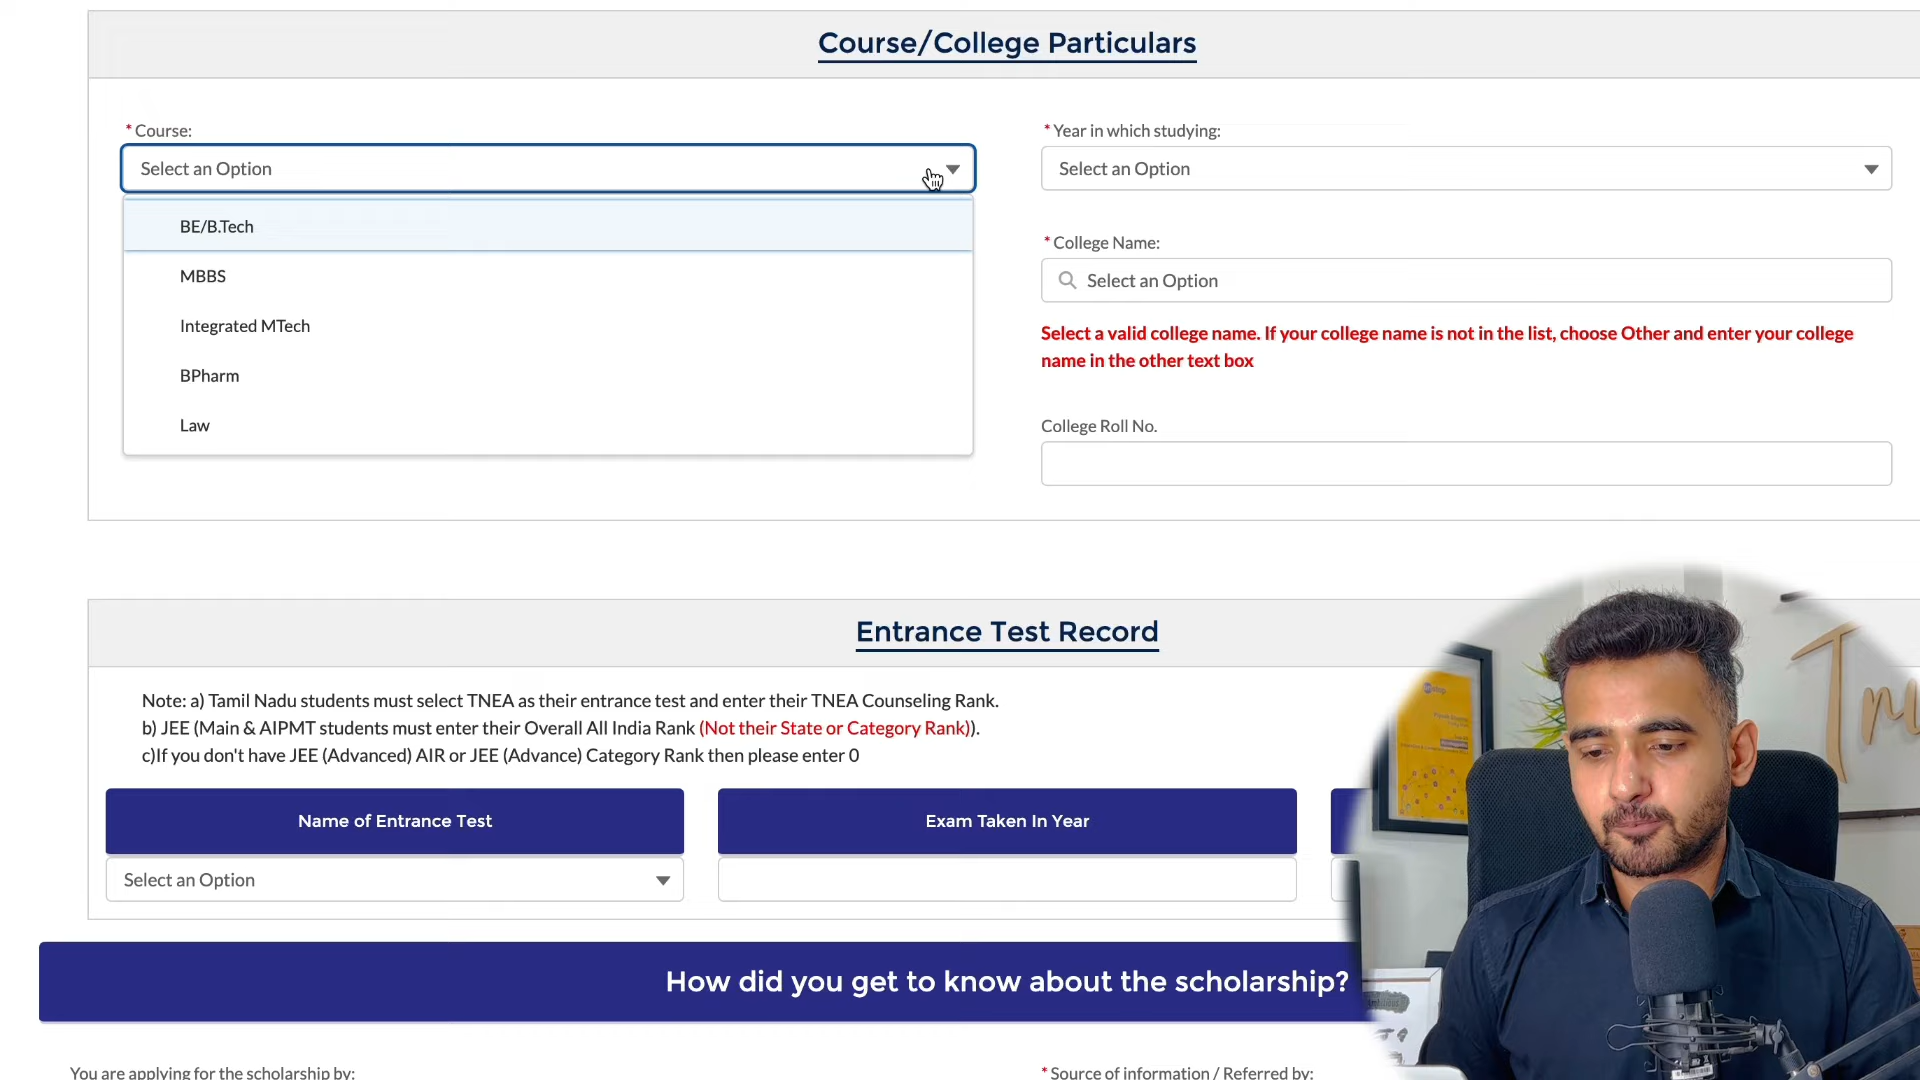 Course/College Particulars
* Course:
Select an Option
BE/B.Tech
MBBS
Integrated MTech
BPharm
Law
* Year in which studying:
Select an Option
* College Name:
Select an Option
Select a valid college name. If your college name is not in the list, choose Other and enter your college
name in the other text box
College Roll No.
Entrance Test Record
Note: a) Tamil Nadu students must select TNEA as their entrance test and enter their TNEA Counseling Rank.
b) JEE (Main & AIPMT students must enter their Overall All India Rank (Not their State or Category Rank)).
c)If you don't have JEE (Advanced) AIR or JEE (Advance) Category Rank then please enter 0
Name of Entrance Test
Exam Taken In Year
Select an Option
How did you get to know about the scholarship?
You are applying for the scholarship by:
* Source of information / Referred by: